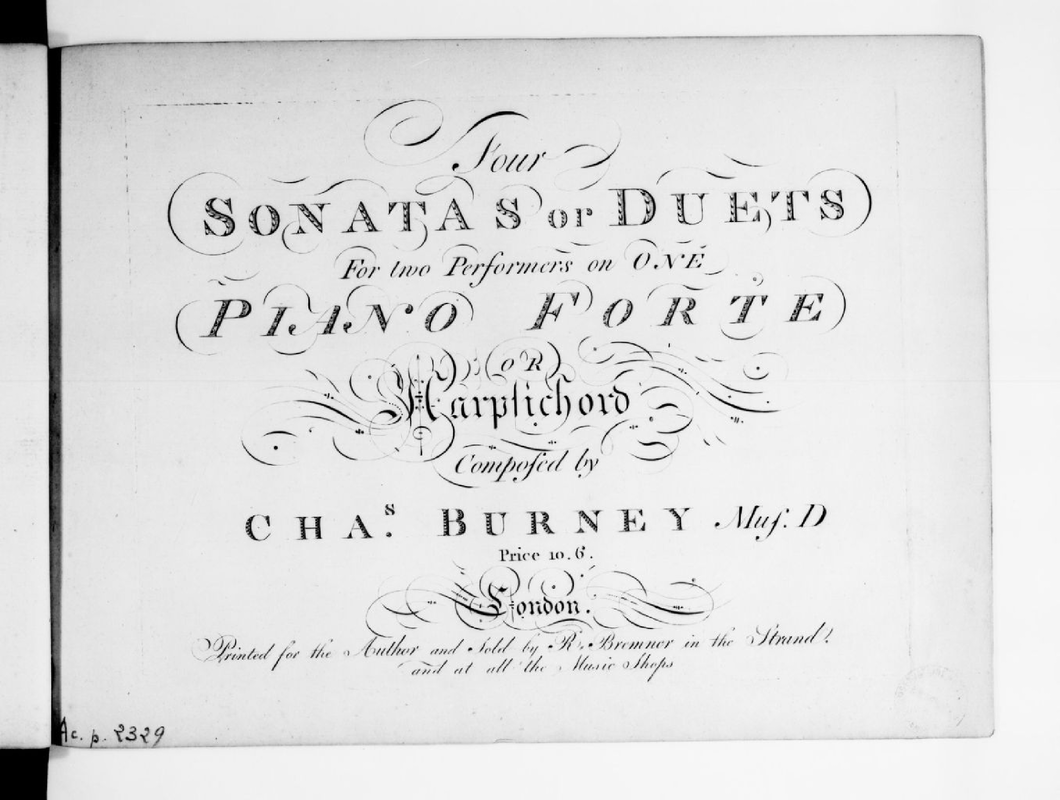 Four
SONATAS or DUETS
For two Performers on ONE
PIANO FORTE
OR
Harpsichord
Compoſed by
CHA.ˢ BURNEY Muſ. D
Price 10. 6.
London.
Printed for the Author and Sold by R. Bremner in the Strand
and at all the Music Shops
Ac. p. 2329